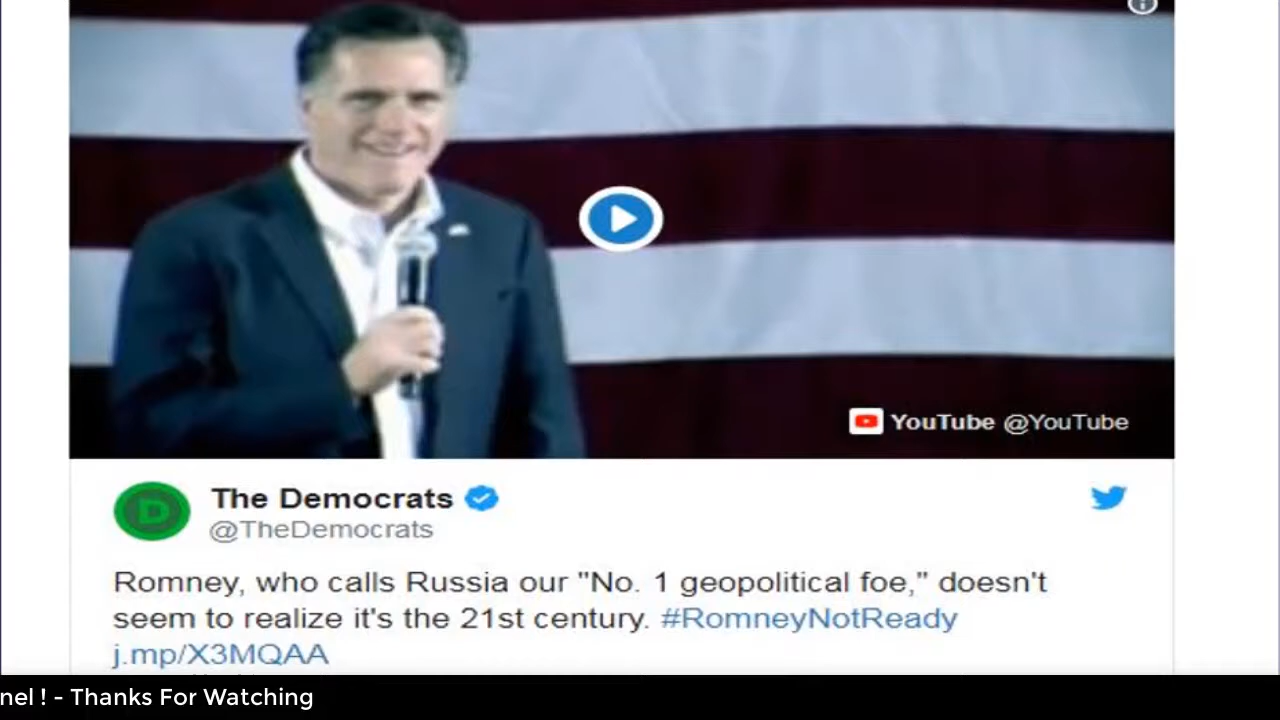 YouTube @YouTube
The Democrats
@TheDemocrats
Romney, who calls Russia our "No. 1 geopolitical foe," doesn't
seem to realize it's the 21st century. #RomneyNotReady
j.mp/X3MQAA
nel ! - Thanks For Watching